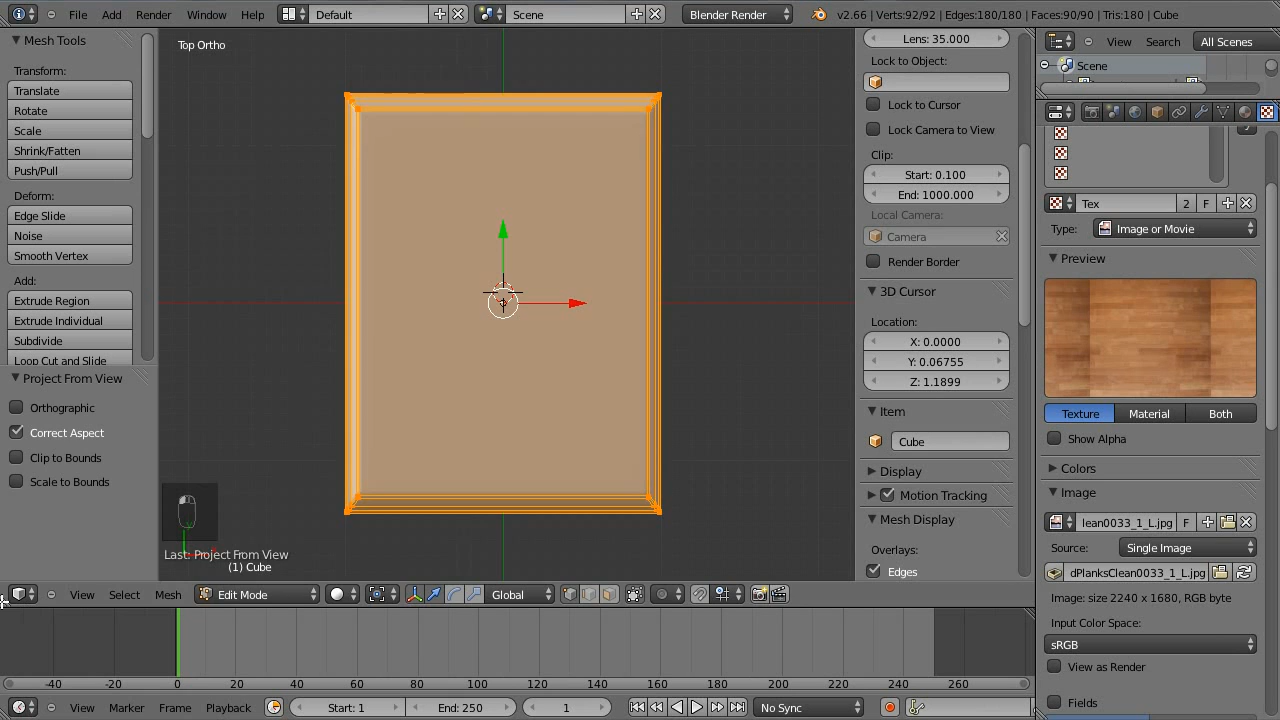 File Add Render Window Help Default Scene Blender Render v2.66 | Verts:92/92 | Edges:180/180 | Faces:90/90 | Tris:180 | Cube
Mesh Tools
Transform:
Translate
Rotate
Scale
Shrink/Fatten
Push/Pull
Deform:
Edge Slide
Noise
Smooth Vertex
Add:
Extrude Region
Extrude Individual
Subdivide
Loop Cut and Slide
Project From View
Orthographic
Correct Aspect
Clip to Bounds
Scale to Bounds
Top Ortho
Last: Project From View
(1) Cube
Lens: 35.000
Lock to Object:
Lock to Cursor
Lock Camera to View
Clip:
Start: 0.100
End: 1000.000
Local Camera:
Camera
Render Border
3D Cursor
Location:
X: 0.0000
Y: 0.06755
Z: 1.1899
Item
Cube
Display
Motion Tracking
Mesh Display
Overlays:
Edges
View Search All Scenes
Scene
Tex 2 F
Type: Image or Movie
Preview
Texture Material Both
Show Alpha
Colors
Image
lean0033_1_L.jpg F
Source: Single Image
dPlanksClean0033_1_L.jpg
Image: size 2240 x 1680, RGB byte
Input Color Space:
sRGB
View as Render
Fields
View Select Mesh Edit Mode Global
-40 -20 0 20 40 60 80 100 120 140 160 180 200 220 240 260
View Marker Frame Playback Start: 1 End: 250 1 No Sync